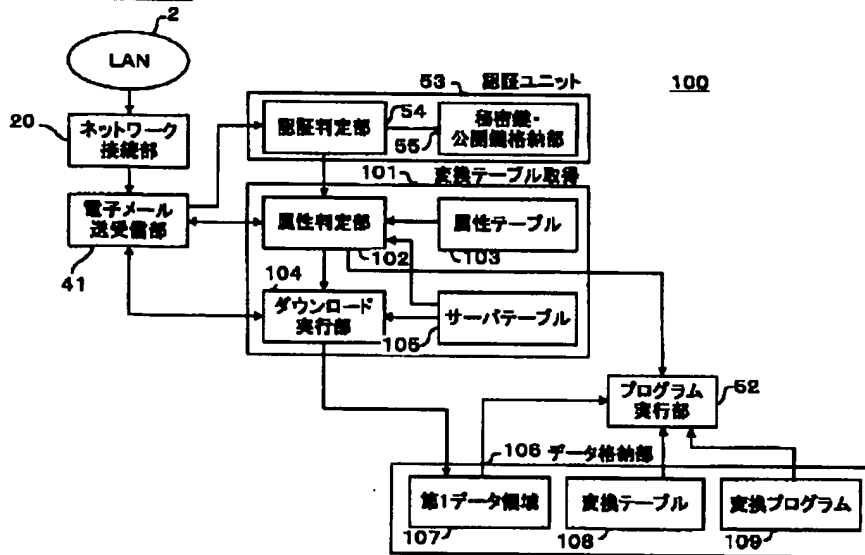 2
LAN
100
53 認証ユニット
20
ネットワーク
接続部
認証判定部
54
55
秘密鍵・
公開鍵格納部
101 変換テーブル取得
電子メール
送受信部
41
属性判定部
102
属性テーブル
103
104
ダウンロード
実行部
サーバテーブル
105
プログラム
実行部
52
106 データ格納部
第1データ領域
107
変換テーブル
108
変換プログラム
109